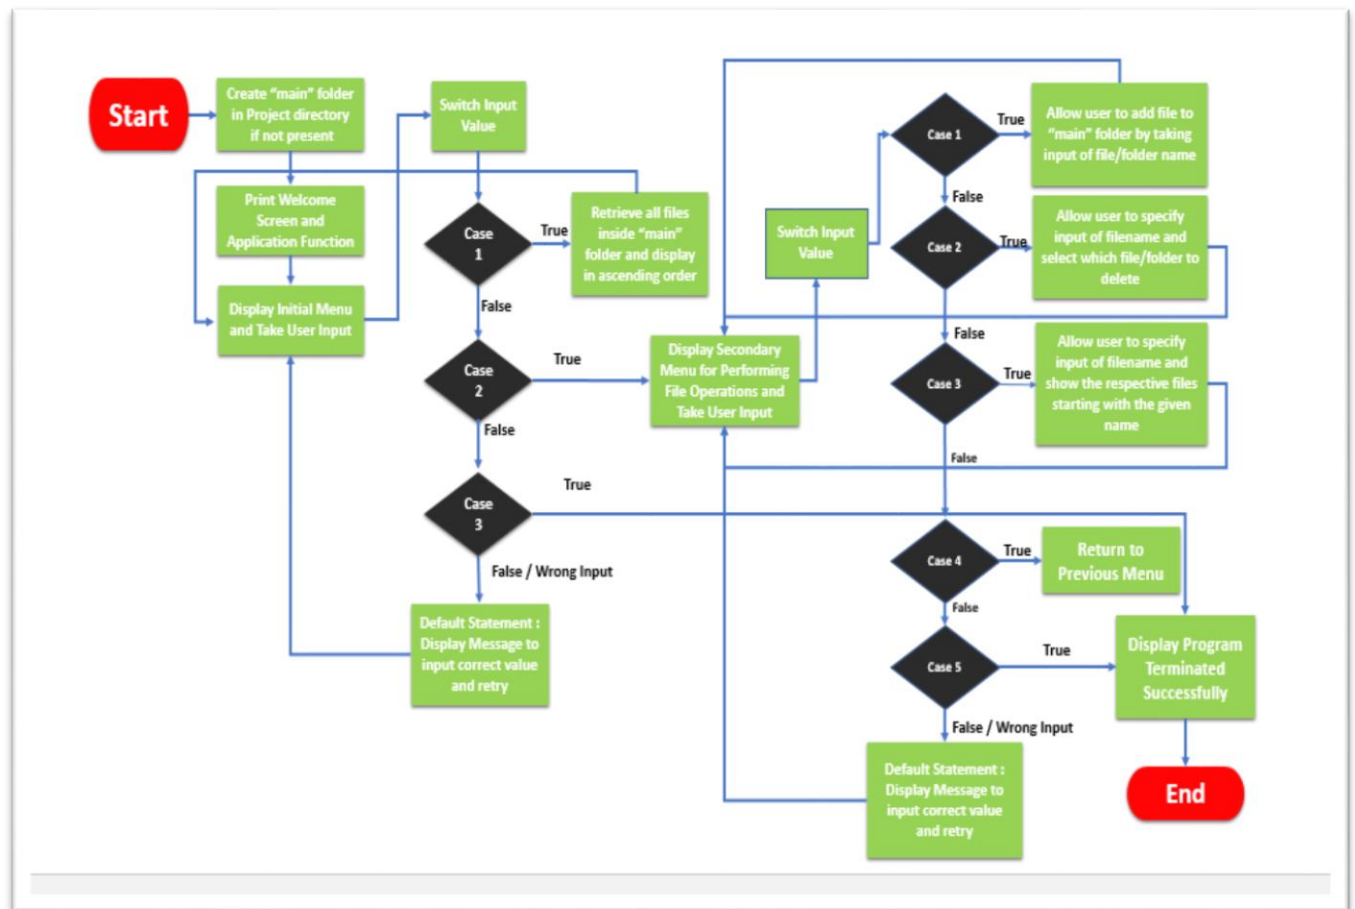 Start
Create “main” folder
in Project directory
if not present
Print Welcome
Screen and
Application Function
Display Initial Menu
and Take User Input
Switch Input
Value
Case
1
True
Retrieve all files
inside “main”
folder and display
in ascending order
False
Case
2
True
False
Case
3
True
False / Wrong Input
Default Statement :
Display Message to
input correct value
and retry
Display Secondary
Menu for Performing
File Operations and
Take User Input
Switch Input
Value
Case 1
True
Allow user to add file to
“main” folder by taking
input of file/folder name
False
Case 2
True
Allow user to specify
input of filename and
select which file/folder to
delete
False
Case 3
True
Allow user to specify
input of filename and
show the respective files
starting with the given
name
False
Case 4
True
Return to
Previous Menu
False
Case 5
True
Display Program
Terminated
Successfully
False / Wrong Input
Default Statement :
Display Message to
input correct value
and retry
End